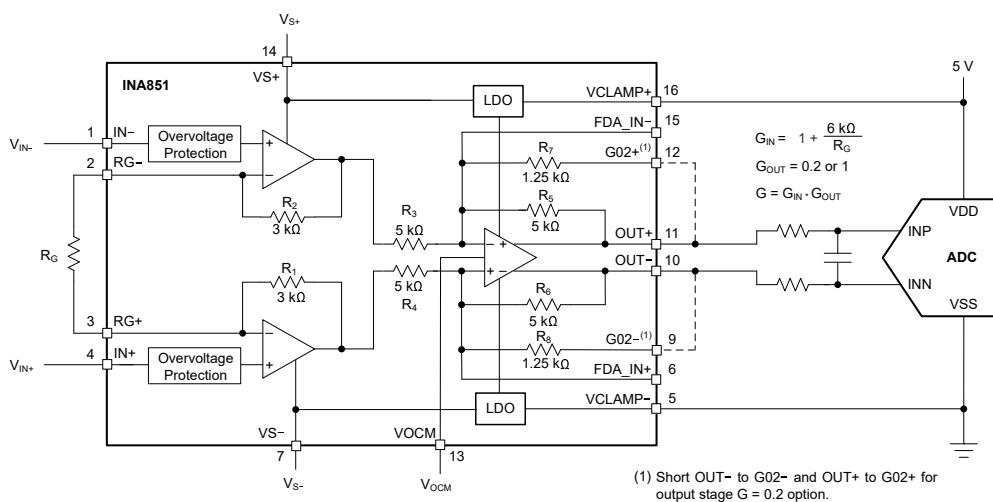 VS+
14
VS+
INA851
LDO
VCLAMP+
16
5 V
FDA_IN−
15
1
IN−
VIN−
Overvoltage
Protection
+
−
2
RG−
R7
1.25 kΩ
G02+(1)
12
GIN = 1 + 6 kΩ
RG
GOUT = 0.2 or 1
G = GIN · GOUT
R2
3 kΩ
R3
5 kΩ
R5
5 kΩ
VDD
OUT+
11
INP
RG
− +
+ −
OUT−
10
ADC
R1
3 kΩ
5 kΩ
R4
R6
5 kΩ
INN
VSS
R8
1.25 kΩ
G02−(1)
9
3
RG+
−
+
4
IN+
VIN+
Overvoltage
Protection
FDA_IN+
6
LDO
VCLAMP−
5
VS−
7
VS−
VOCM
13
VOCM
(1) Short OUT− to G02− and OUT+ to G02+ for
output stage G = 0.2 option.